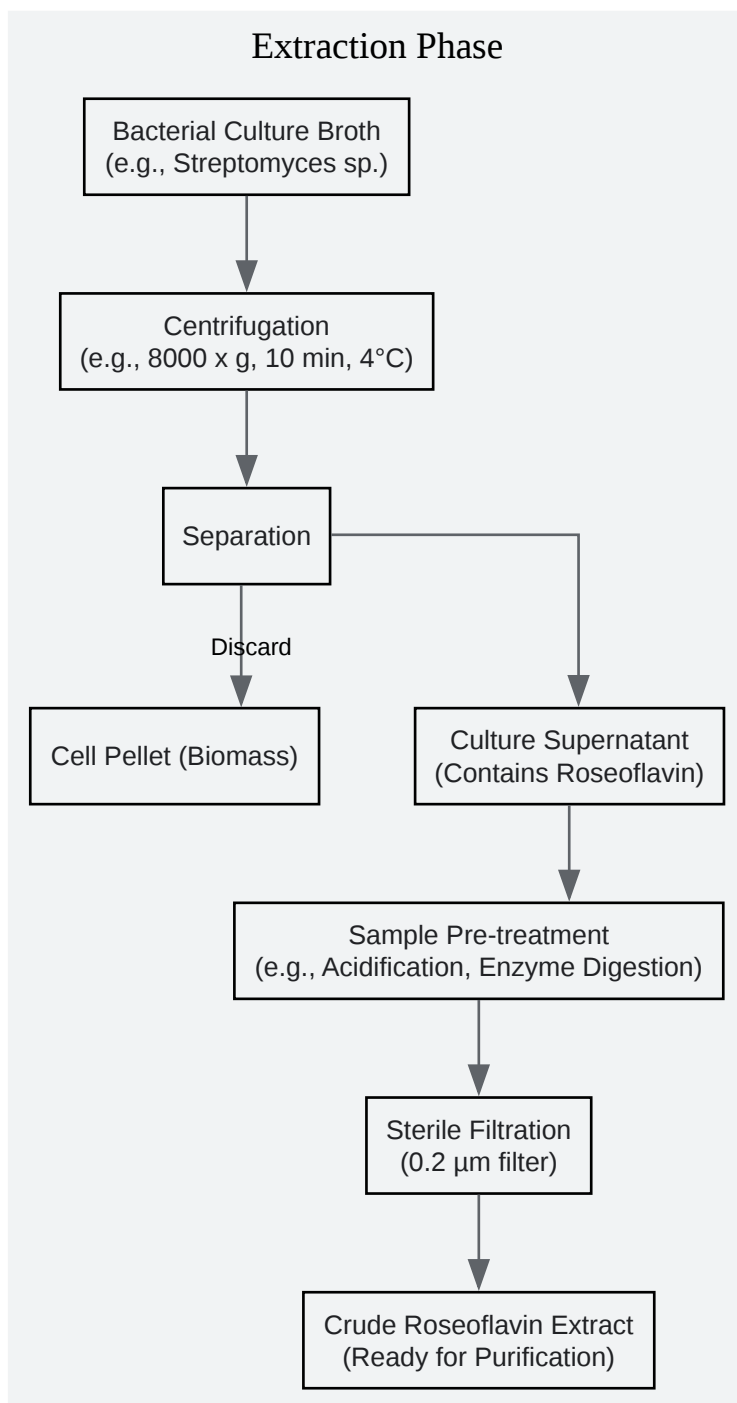 Extraction Phase
Bacterial Culture Broth
(e.g., Streptomyces sp.)
Centrifugation
(e.g., 8000 x g, 10 min, 4°C)
Separation
Discard
Cell Pellet (Biomass)
Culture Supernatant
(Contains Roseoflavin)
Sample Pre-treatment
(e.g., Acidification, Enzyme Digestion)
Sterile Filtration
(0.2 µm filter)
Crude Roseoflavin Extract
(Ready for Purification)